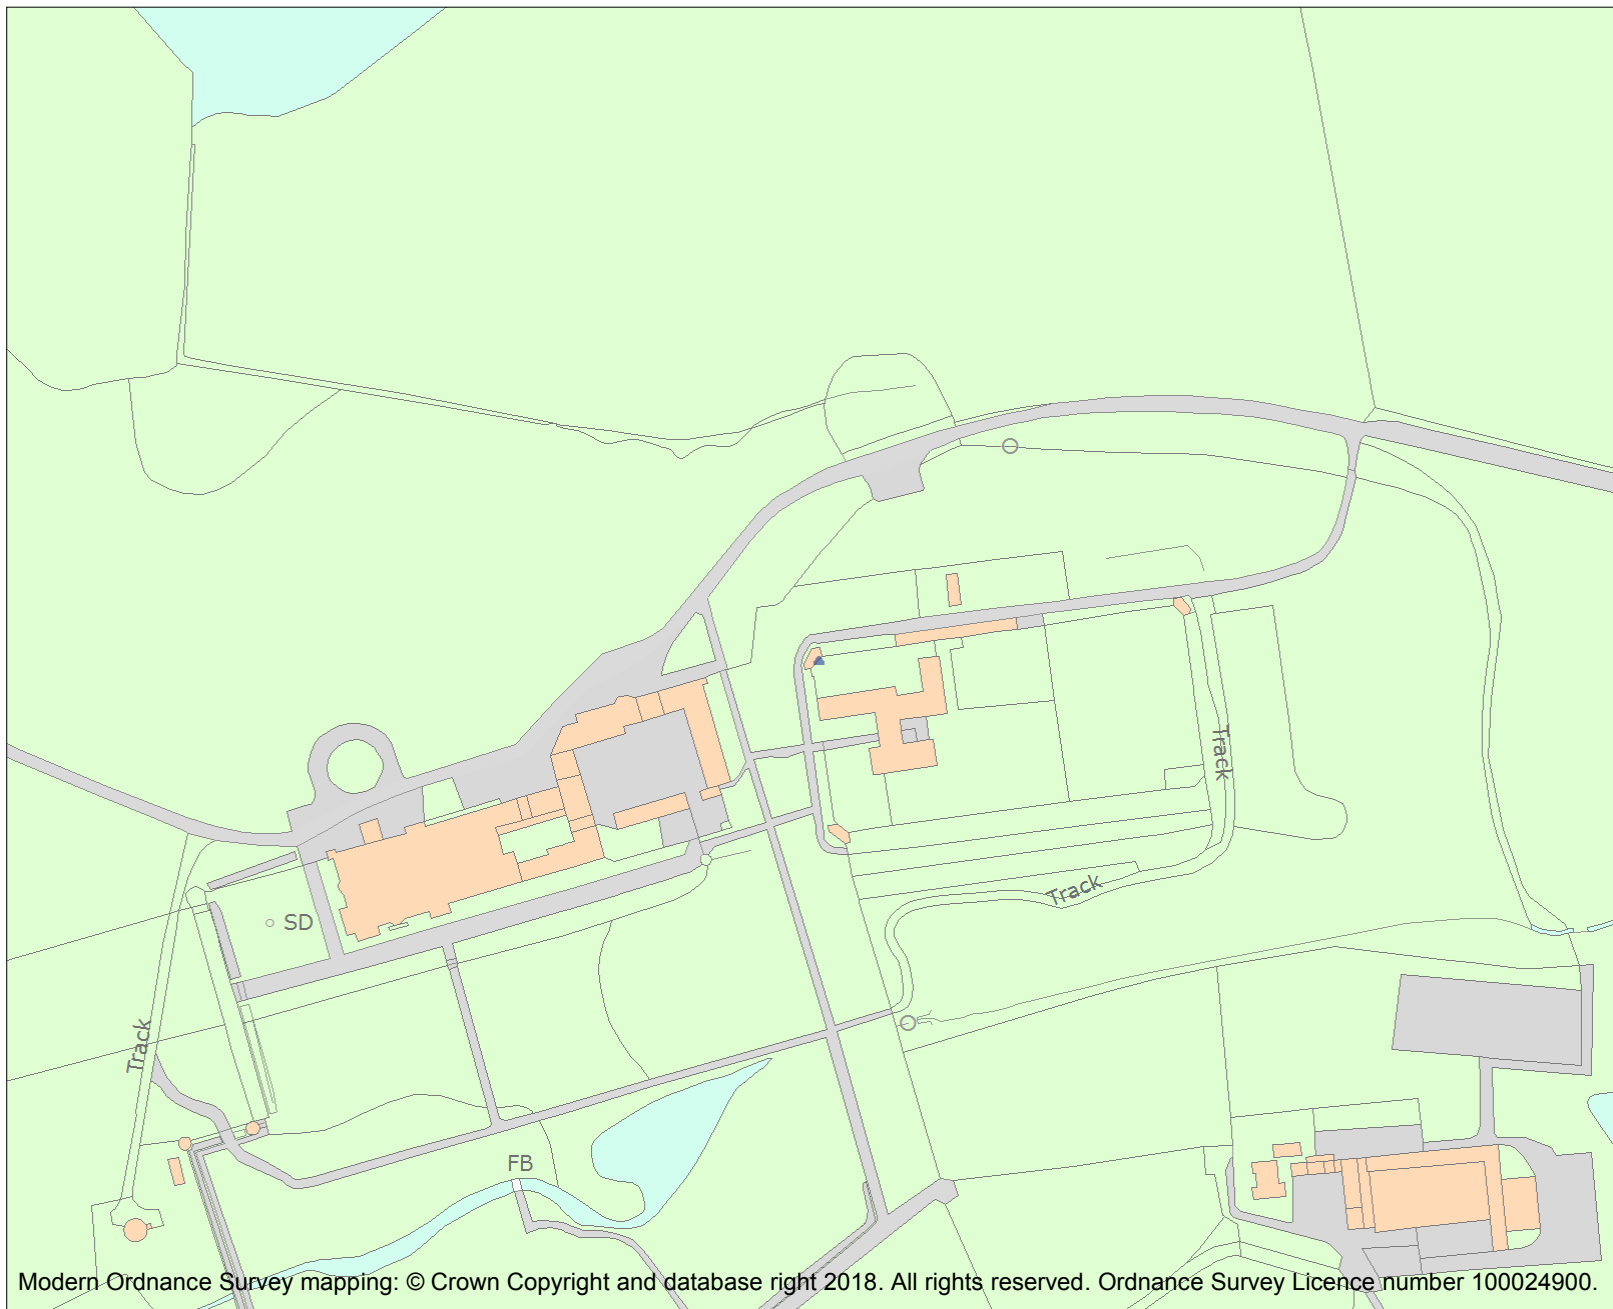 Track
SD
Track
Track
FB
Modern Ordnance Survey mapping: © Crown Copyright and database right 2018. All rights reserved. Ordnance Survey Licence number 100024900.